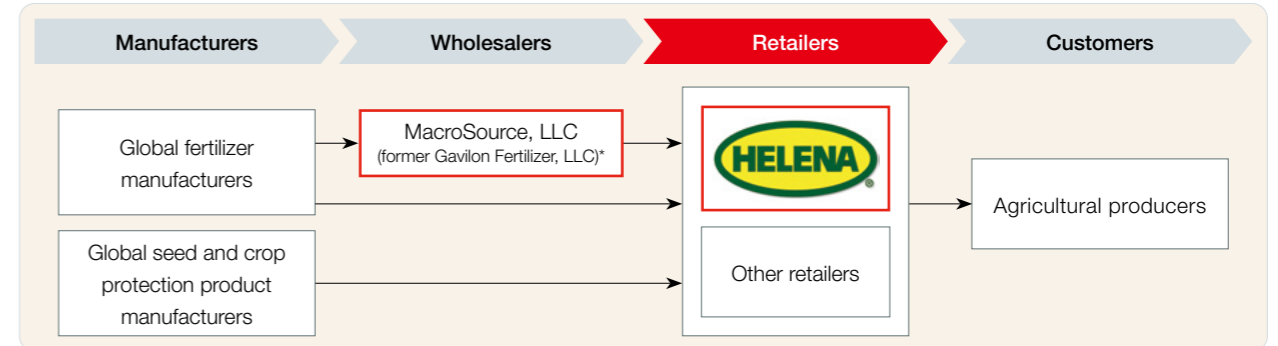 Manufacturers
Wholesalers
Retailers
Customers
Global fertilizer
manufacturers
MacroSource, LLC
(former Gavilon Fertilizer, LLC)*
HELENA®
Agricultural producers
Global seed and crop
protection product
manufacturers
Other retailers